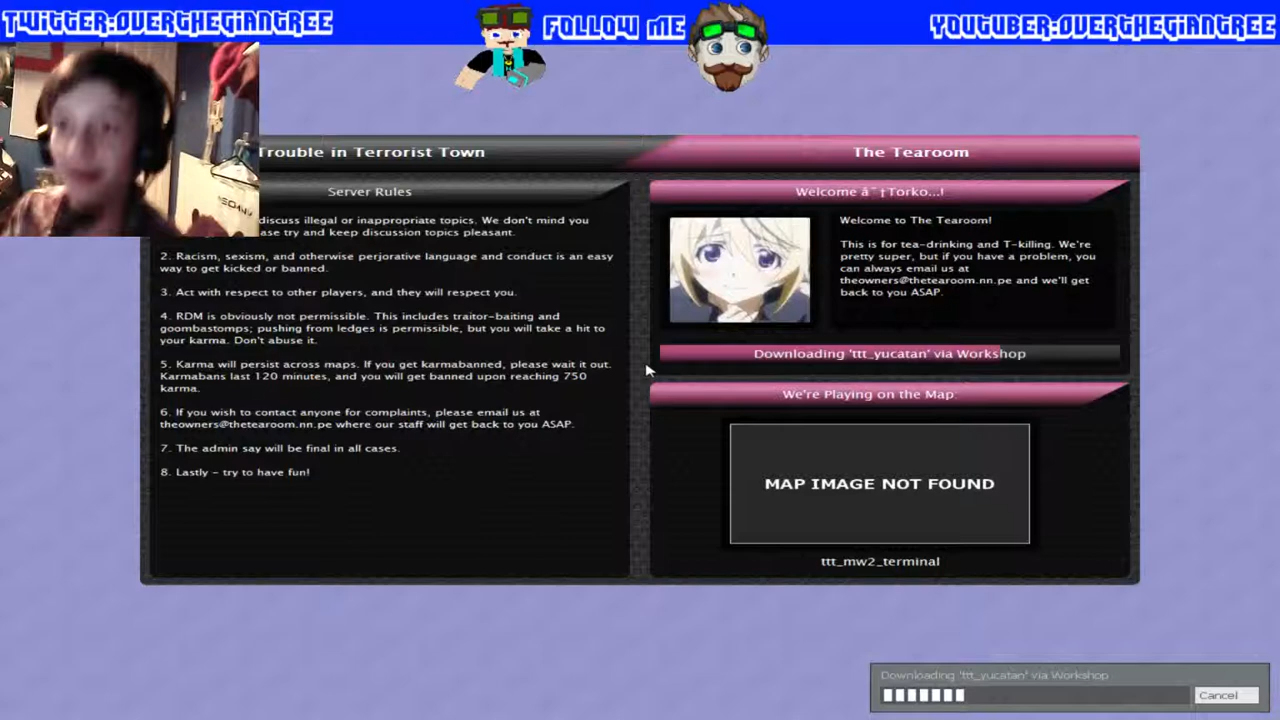 TWITTER:OVERTHEGIANTREE
FOLLOW ME
YOUTUBER:OVERTHEGIANTREE
Trouble in Terrorist Town
The Tearoom
Server Rules
discuss illegal or inappropriate topics. We don't mind you
ase try and keep discussion topics pleasant.
2. Racism, sexism, and otherwise perjorative language and conduct is an easy
way to get kicked or banned.
3. Act with respect to other players, and they will respect you.
4. RDM is obviously not permissible. This includes traitor-baiting and
goombastomps; pushing from ledges is permissible, but you will take a hit to
your karma. Don't abuse it.
5. Karma will persist across maps. If you get karmabanned, please wait it out.
Karmabans last 120 minutes, and you will get banned upon reaching 750
karma.
6. If you wish to contact anyone for complaints, please email us at
theowners@thetearoom.nn.pe where our staff will get back to you ASAP.
7. The admin say will be final in all cases.
8. Lastly - try to have fun!
Welcome â˜†Torko...!
Welcome to The Tearoom!
This is for tea-drinking and T-killing. We're
pretty super, but if you have a problem, you
can always email us at
theowners@thetearoom.nn.pe and we'll get
back to you ASAP.
Downloading 'ttt_yucatan' via Workshop
We're Playing on the Map:
MAP IMAGE NOT FOUND
ttt_mw2_terminal
Downloading 'ttt_yucatan' via Workshop
Cancel